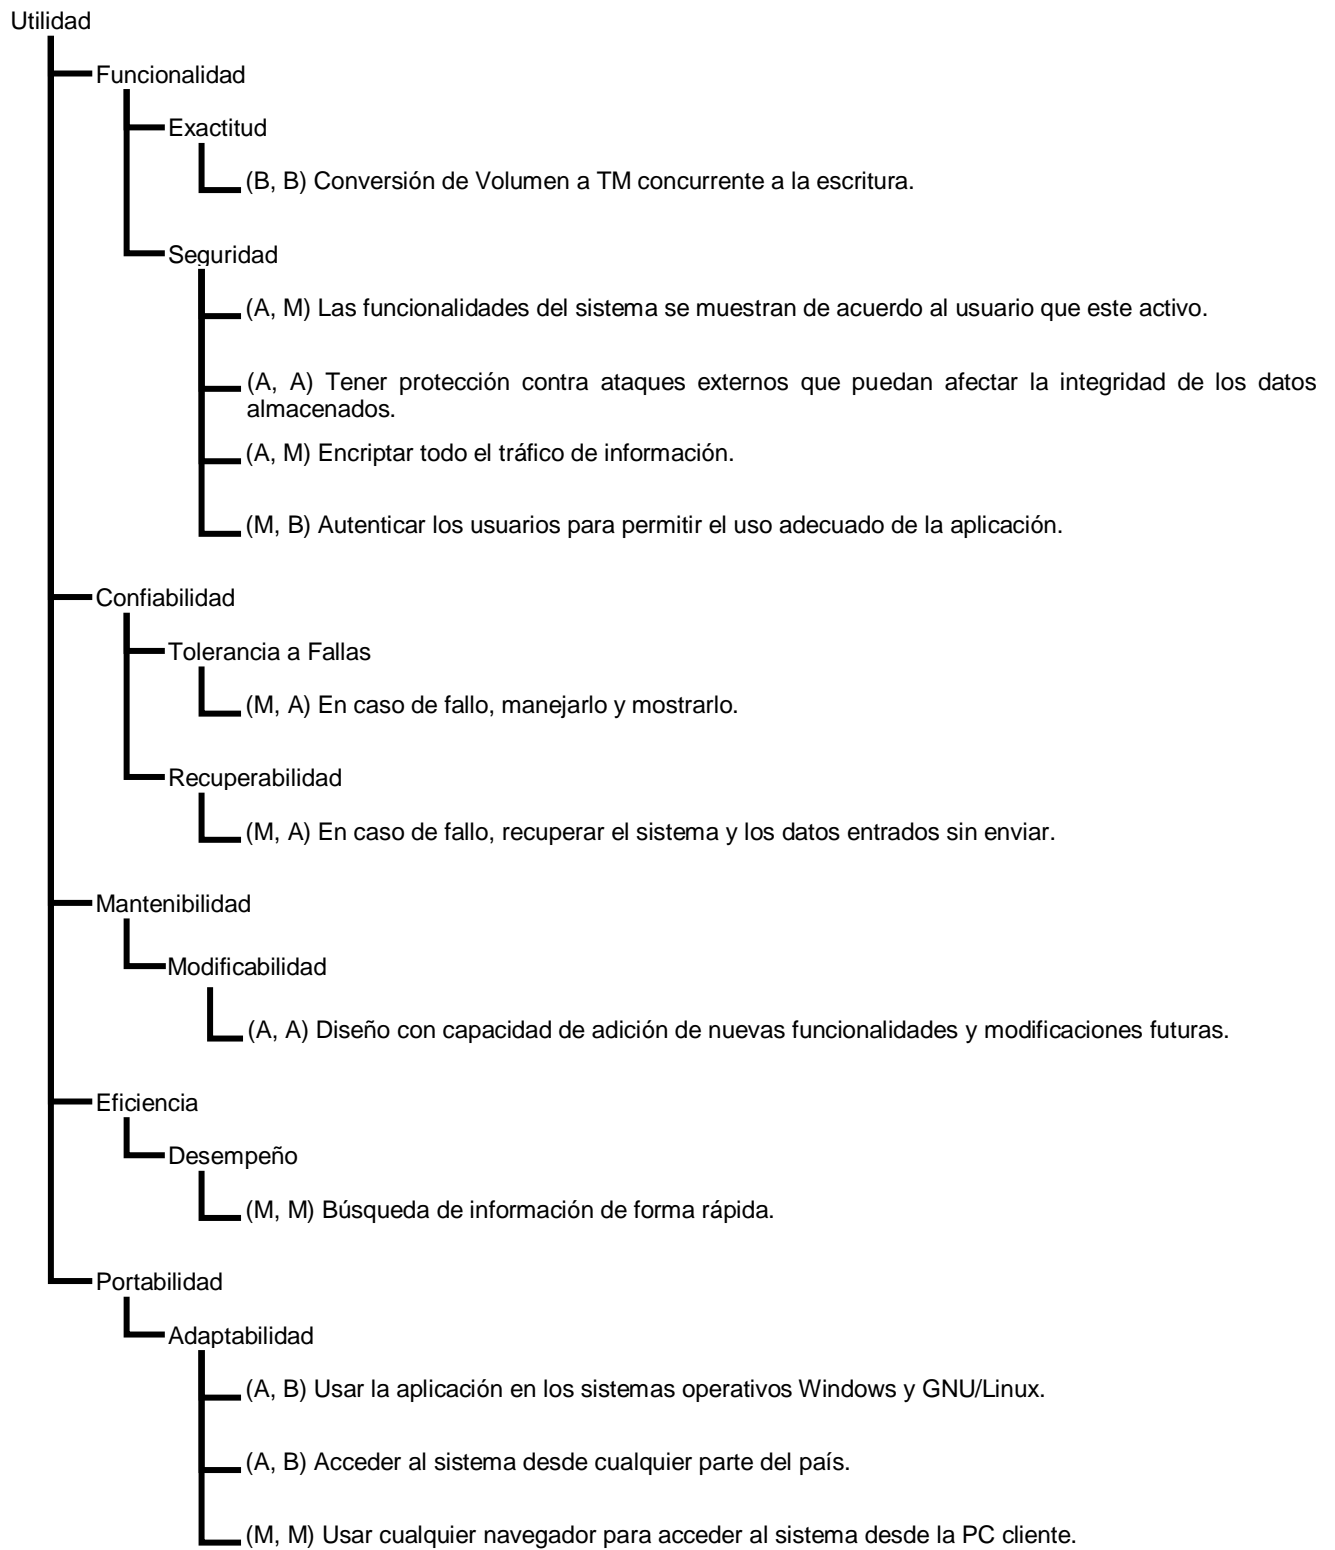 Utilidad
Funcionalidad
Exactitud
(B, B) Conversión de Volumen a TM concurrente a la escritura.
Seguridad
(A, M) Las funcionalidades del sistema se muestran de acuerdo al usuario que este activo.
(A, A) Tener protección contra ataques externos que puedan afectar la integridad de los datos
almacenados.
(A, M) Encriptar todo el tráfico de información.
(M, B) Autenticar los usuarios para permitir el uso adecuado de la aplicación.
Confiabilidad
Tolerancia a Fallas
(M, A) En caso de fallo, manejarlo y mostrarlo.
Recuperabilidad
(M, A) En caso de fallo, recuperar el sistema y los datos entrados sin enviar.
Mantenibilidad
Modificabilidad
(A, A) Diseño con capacidad de adición de nuevas funcionalidades y modificaciones futuras.
Eficiencia
Desempeño
(M, M) Búsqueda de información de forma rápida.
Portabilidad
Adaptabilidad
(A, B) Usar la aplicación en los sistemas operativos Windows y GNU/Linux.
(A, B) Acceder al sistema desde cualquier parte del país.
(M, M) Usar cualquier navegador para acceder al sistema desde la PC cliente.